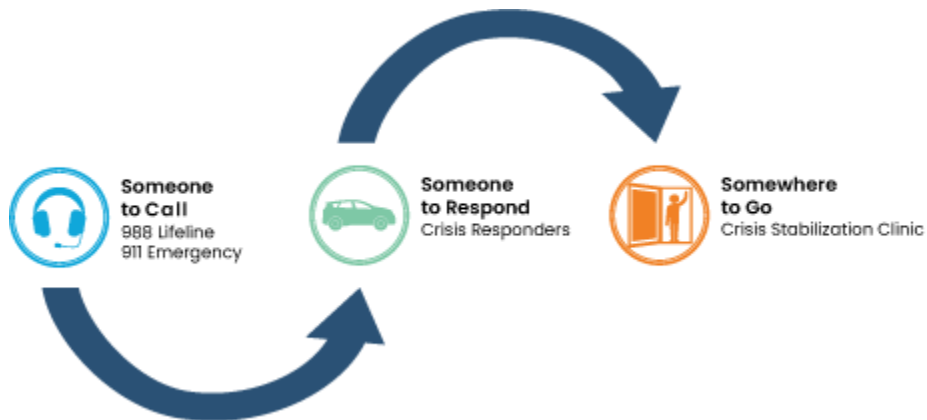 Someone
to Call
988 Lifeline
911 Emergency
Someone
to Respond
Crisis Responders
Somewhere
to Go
Crisis Stabilization Clinic